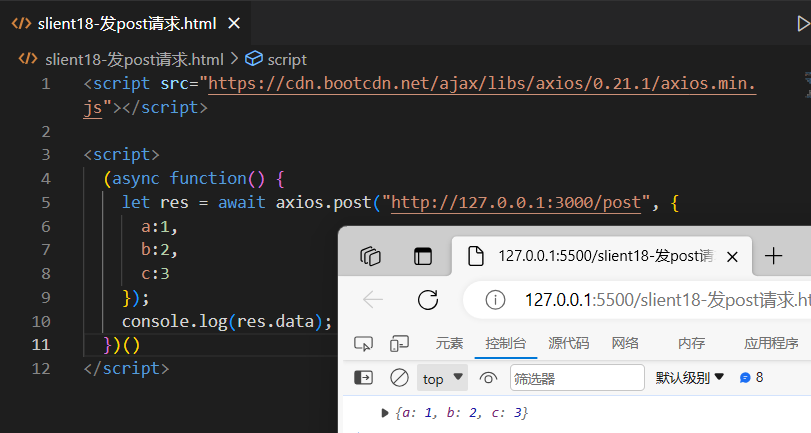 slient18-发post请求.html
slient18-发post请求.html > script
1 <script src="https://cdn.bootcdn.net/ajax/libs/axios/0.21.1/axios.min.
js"></script>
2
3 <script>
4 (async function() {
5 let res = await axios.post("http://127.0.0.1:3000/post", {
6 a:1,
7 b:2,
8 c:3
9 });
10 console.log(res.data);
11 })()
12 </script>
127.0.0.1:5500/slient18-发post请
127.0.0.1:5500/slient18-发post请求.ht
元素 控制台 源代码 网络 内存 应用程序
top 筛选器 默认级别 8
{a: 1, b: 2, c: 3}